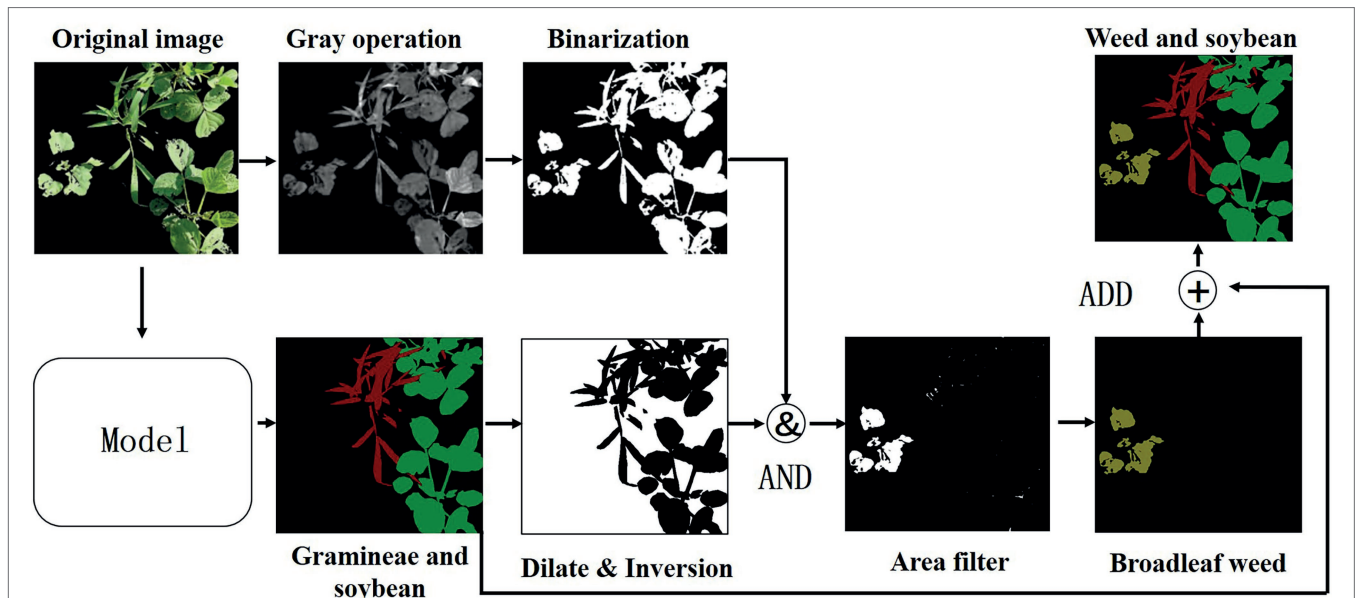 Original image
Gray operation
Binarization
Weed and soybean
ADD
+
Model
&
AND
Gramineae and
soybean
Dilate & Inversion
Area filter
Broadleaf weed